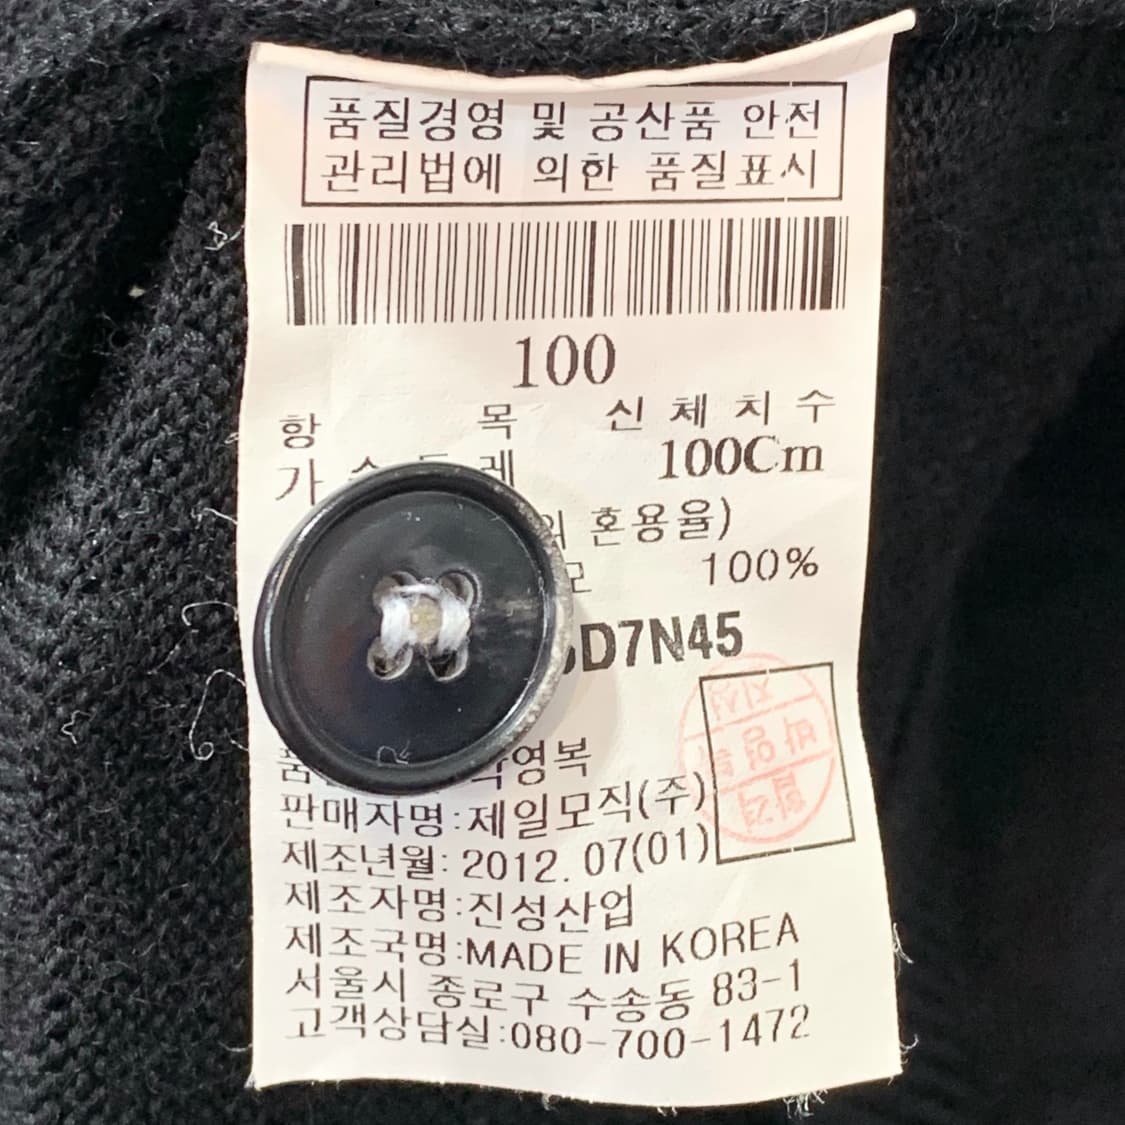 품질경영 및 공산품 안전
관리법에 의한 품질표시
100
항 목 신체치수
100Cm
혼용율)
100%
D7N45
판매자명:제일모직(주)
제조년월:2012.07(01)
제조자명:진성산업
제조국명:MADE IN KOREA
서울시 종로구 수송동 83-1
고객상담실:080-700-1472